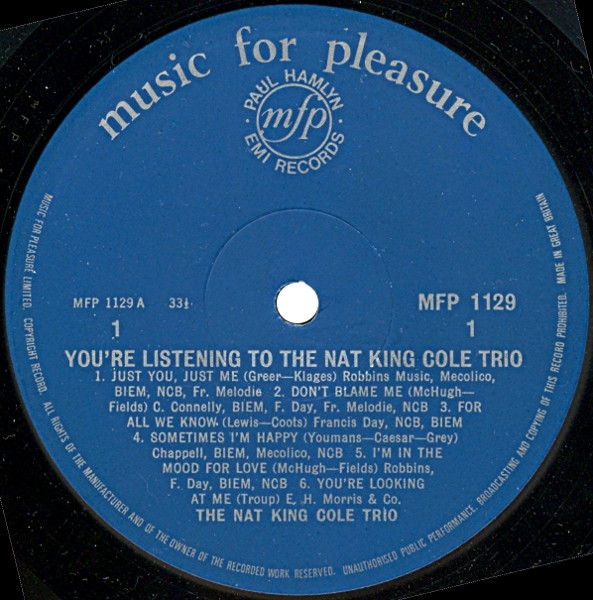 music for pleasure
PAUL HAMLYN
mfp
EMI RECORDS
MFP 1129 A 33⅓
1
MFP 1129
1
YOU'RE LISTENING TO THE NAT KING COLE TRIO
1. JUST YOU, JUST ME (Greer—Klages) Robbins Music, Mecolico,
BIEM, NCB, Fr. Melodie 2. DON'T BLAME ME (McHugh—
Fields) C. Connelly, BIEM, F. Day, Fr. Melodie, NCB 3. FOR
ALL WE KNOW (Lewis—Coots) Francis Day, NCB, BIEM
4. SOMETIMES I'M HAPPY (Youmans—Caesar—Grey)
Chappell, BIEM, Mecolico, NCB 5. I'M IN THE
MOOD FOR LOVE (McHugh—Fields) Robbins,
F. Day, BIEM, NCB 6. YOU'RE LOOKING
AT ME (Troup) E. H. Morris & Co.
THE NAT KING COLE TRIO
MUSIC FOR PLEASURE LIMITED. COPYRIGHT RECORD. ALL RIGHTS OF THE MANUFACTURER AND OF THE OWNER OF THE RECORDED WORK RESERVED. UNAUTHORISED PUBLIC PERFORMANCE, BROADCASTING AND COPYING OF THIS RECORD PROHIBITED. MADE IN GREAT BRITAIN
M F P